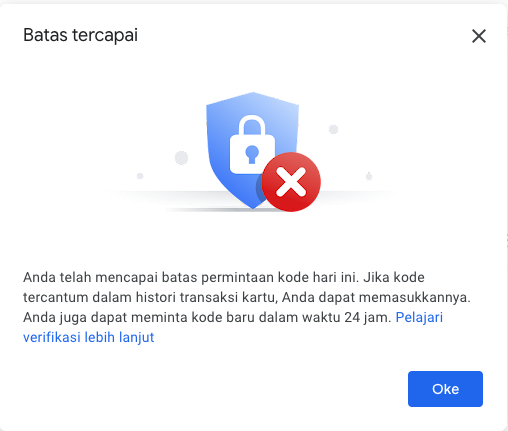 Batas tercapai
Anda telah mencapai batas permintaan kode hari ini. Jika kode
tercantum dalam histori transaksi kartu, Anda dapat memasukkannya.
Anda juga dapat meminta kode baru dalam waktu 24 jam. Pelajari
verifikasi lebih lanjut
Oke